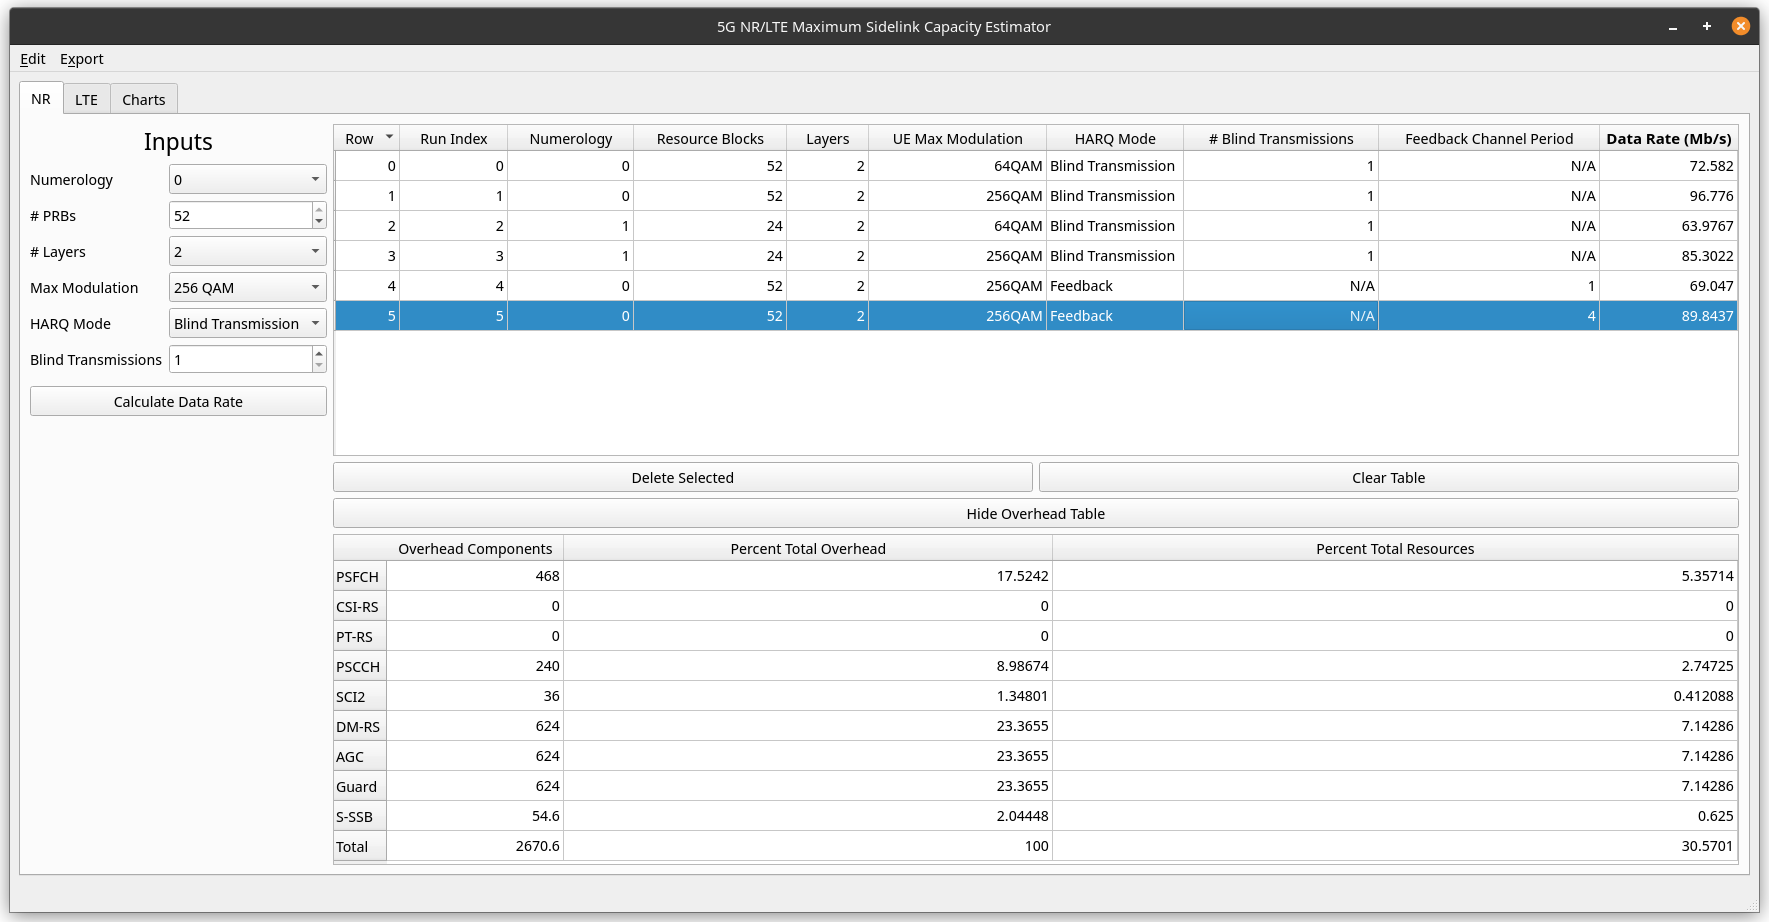 5G NR/LTE Maximum Sidelink Capacity Estimator
Edit Export
NR LTE Charts
Inputs
Numerology 0
# PRBs 52
# Layers 2
Max Modulation 256 QAM
HARQ Mode Blind Transmission
Blind Transmissions 1
Calculate Data Rate
Row Run Index Numerology Resource Blocks Layers UE Max Modulation HARQ Mode # Blind Transmissions Feedback Channel Period Data Rate (Mb/s)
0 0 0 52 2 64QAM Blind Transmission 1 N/A 72.582
1 1 0 52 2 256QAM Blind Transmission 1 N/A 96.776
2 2 1 24 2 64QAM Blind Transmission 1 N/A 63.9767
3 3 1 24 2 256QAM Blind Transmission 1 N/A 85.3022
4 4 0 52 2 256QAM Feedback N/A 1 69.047
5 5 0 52 2 256QAM Feedback N/A 4 89.8437
Delete Selected Clear Table
Hide Overhead Table
Overhead Components Percent Total Overhead Percent Total Resources
PSFCH 468 17.5242 5.35714
CSI-RS 0 0 0
PT-RS 0 0 0
PSCCH 240 8.98674 2.74725
SCI2 36 1.34801 0.412088
DM-RS 624 23.3655 7.14286
AGC 624 23.3655 7.14286
Guard 624 23.3655 7.14286
S-SSB 54.6 2.04448 0.625
Total 2670.6 100 30.5701